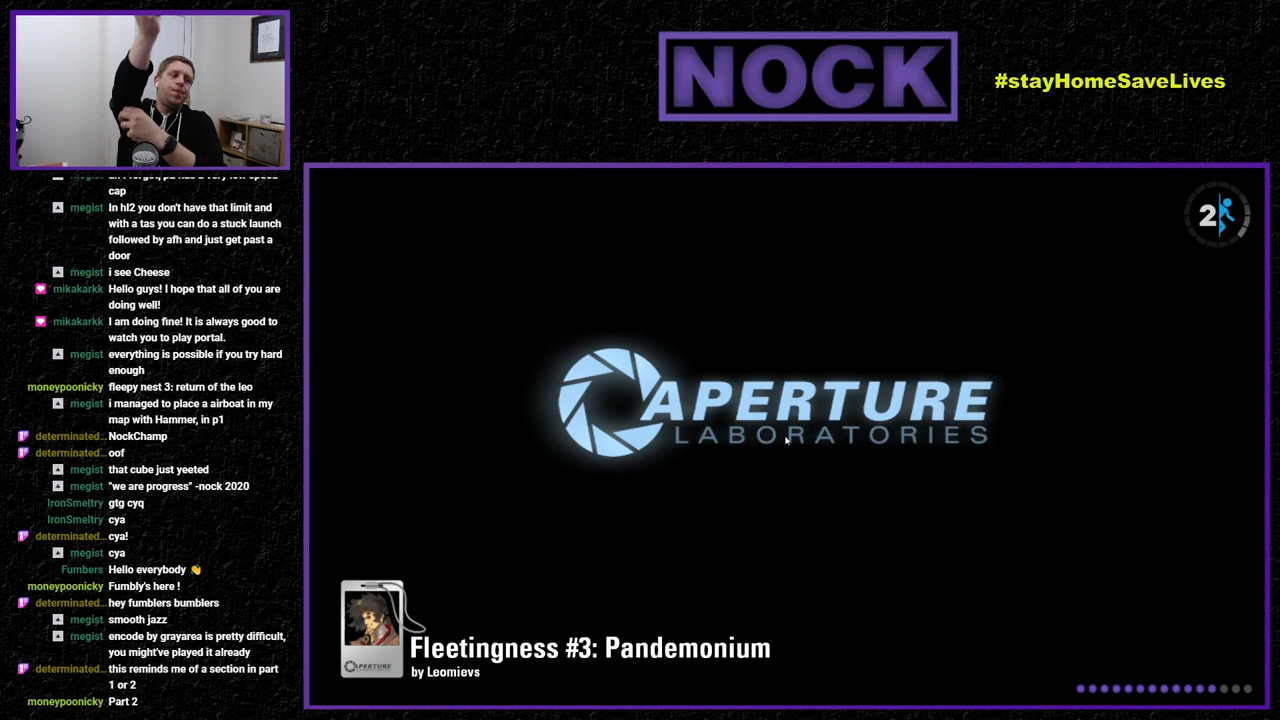 NOCK
#stayHomeSaveLives
cap
megist In hl2 you don't have that limit and
with a tas you can do a stuck launch
followed by afh and just get past a
door
megist i see Cheese
mikakarkk Hello guys! I hope that all of you are
doing well!
mikakarkk I am doing fine! It is always good to
watch you to play portal.
megist everything is possible if you try hard
enough
moneypoonicky fleepy nest 3: return of the leo
megist i managed to place a airboat in my
map with Hammer, in p1
determinated... NockChamp
determinated... oof
megist that cube just yeeted
megist "we are progress" -nock 2020
IronSmeltry gtg cyq
IronSmeltry cya
determinated... cya!
megist cya
Fumbers Hello everybody 👋
moneypoonicky Fumbly's here !
determinated... hey fumblers bumblers
megist smooth jazz
megist encode by grayarea is pretty difficult,
you might've played it already
determinated... this reminds me of a section in part
1 or 2
moneypoonicky Part 2
2
APERTURE
LABORATORIES
APERTURE
LABORATORIES
Fleetingness #3: Pandemonium
by Leomievs